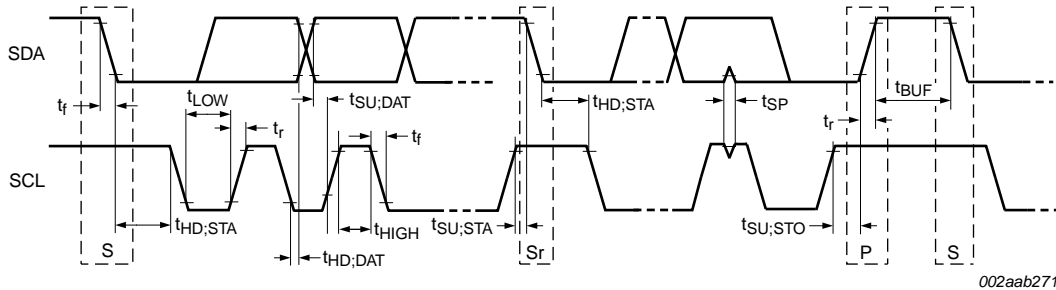 SDA
t_f
t_LOW
t_SU;DAT
t_r
t_f
t_HD;STA
t_SP
t_r
t_BUF
SCL
S
t_HD;STA
t_HD;DAT
t_HIGH
t_SU;STA
Sr
t_SU;STO
P
S
002aab271